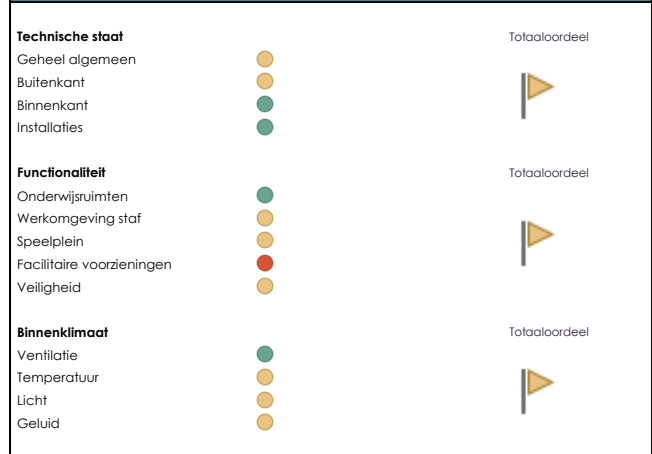 Technische staat Totaaloordeel
Geheel algemeen
Buitenkant
Binnenkant
Installaties
Functionaliteit Totaaloordeel
Onderwijsruimten
Werkomgeving staf
Speelplein
Facilitaire voorzieningen
Veiligheid
Binnenklimaat Totaaloordeel
Ventilatie
Temperatuur
Licht
Geluid